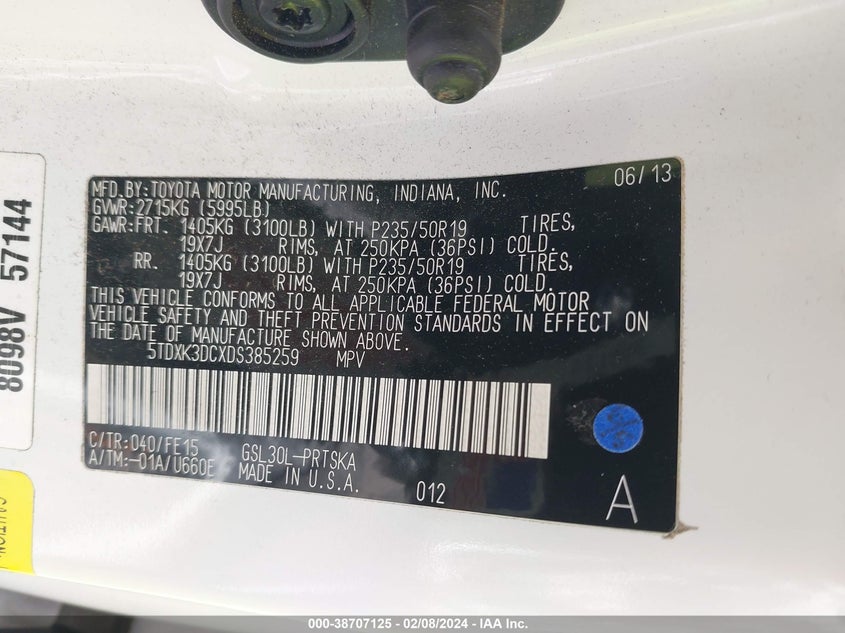 06/13
MFD.BY:TOYOTA MOTOR MANUFACTURING, INDIANA, INC.
GVWR:2715KG (5995LB)
GAWR:FRT. 1405KG (3100LB) WITH P235/50R19 TIRES,
19X7J RIMS, AT 250KPA (36PSI) COLD.
RR. 1405KG (3100LB) WITH P235/50R19 TIRES,
19X7J RIMS, AT 250KPA (36PSI) COLD.
THIS VEHICLE CONFORMS TO ALL APPLICABLE FEDERAL MOTOR
VEHICLE SAFETY AND THEFT PREVENTION STANDARDS IN EFFECT ON
THE DATE OF MANUFACTURE SHOWN ABOVE.
5TDXK3DCXDS385259 MPV
C/TR:040/FE15 GSL30L-PRTSKA
A/TM:-01A/U660E MADE IN U.S.A.
012
A
8098V 57144
000-38707125 - 02/08/2024 - IAA Inc.